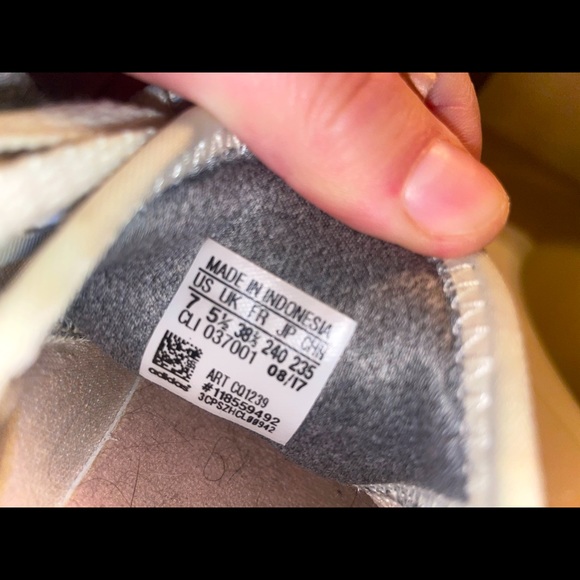 MADE IN INDONESIA
US UK FR JP CHN
7 5½ 38⅔ 240 235
CLI 037001 08/17
ART CQ1239
adidas #118559492
3CPSZHCL00942